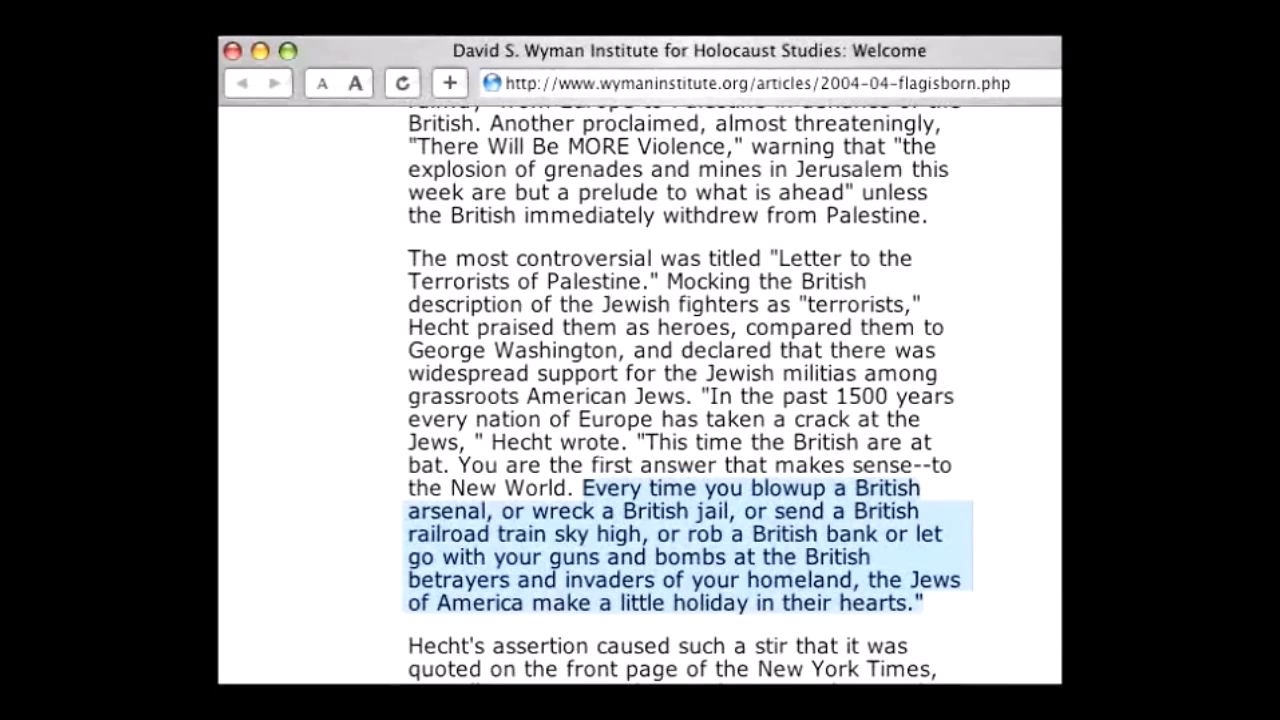 David S. Wyman Institute for Holocaust Studies: Welcome
A A + http://www.wymaninstitute.org/articles/2004-04-flagisborn.php
from Europe to Palestine in defiance of the
British. Another proclaimed, almost threateningly,
"There Will Be MORE Violence," warning that "the
explosion of grenades and mines in Jerusalem this
week are but a prelude to what is ahead" unless
the British immediately withdrew from Palestine.
The most controversial was titled "Letter to the
Terrorists of Palestine." Mocking the British
description of the Jewish fighters as "terrorists,"
Hecht praised them as heroes, compared them to
George Washington, and declared that there was
widespread support for the Jewish militias among
grassroots American Jews. "In the past 1500 years
every nation of Europe has taken a crack at the
Jews, " Hecht wrote. "This time the British are at
bat. You are the first answer that makes sense--to
the New World. Every time you blowup a British
arsenal, or wreck a British jail, or send a British
railroad train sky high, or rob a British bank or let
go with your guns and bombs at the British
betrayers and invaders of your homeland, the Jews
of America make a little holiday in their hearts."
Hecht's assertion caused such a stir that it was
quoted on the front page of the New York Times,